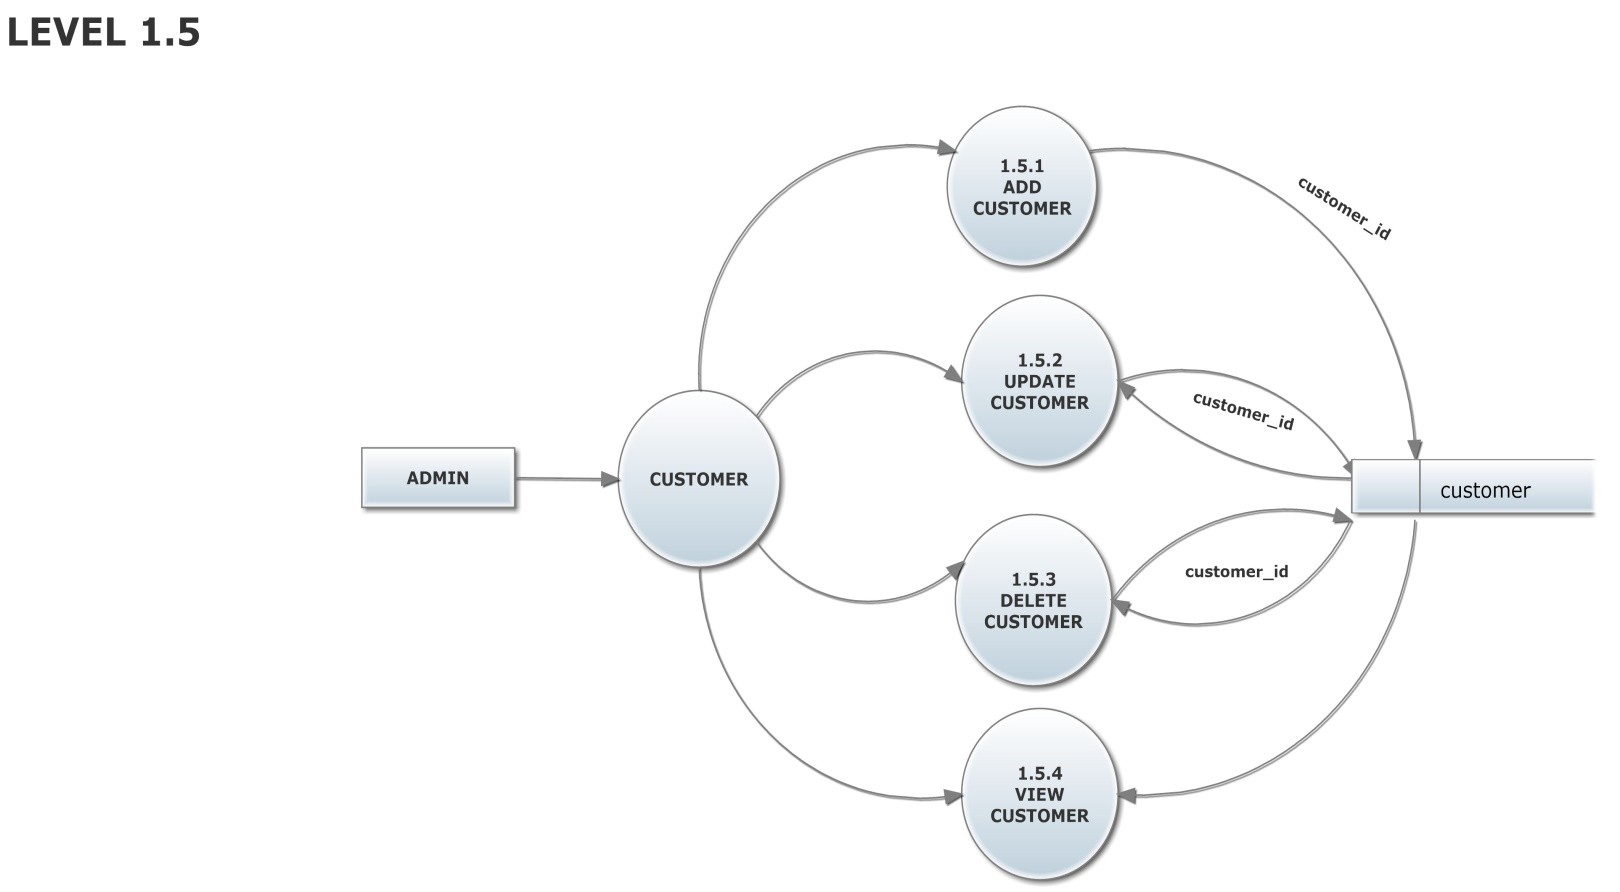 LEVEL 1.5
1.5.1
ADD
CUSTOMER
customer_id
1.5.2
UPDATE
CUSTOMER
customer_id
ADMIN
CUSTOMER
customer
1.5.3
DELETE
CUSTOMER
customer_id
1.5.4
VIEW
CUSTOMER